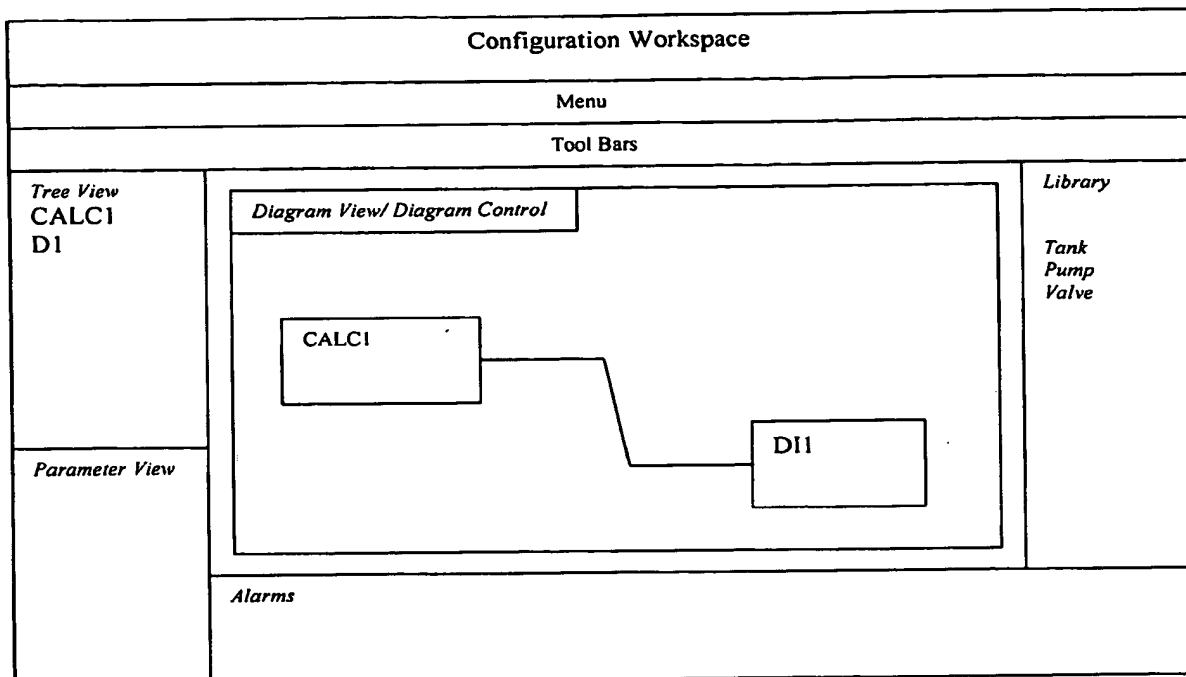 Configuration Workspace
Menu
Tool Bars
Tree View
CALC1
D1
Diagram View/ Diagram Control
CALC1
DI1
Library
Tank
Pump
Valve
Parameter View
Alarms